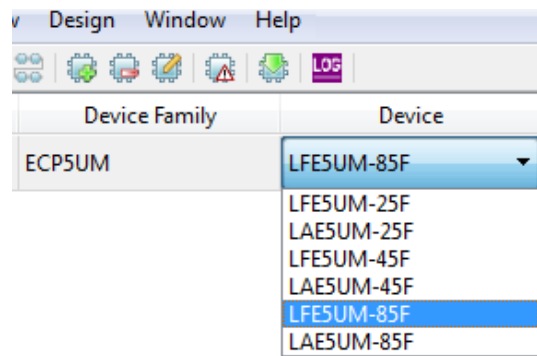 Design Window Help
LOG
Device Family Device
ECP5UM LFE5UM-85F
LFE5UM-25F
LAE5UM-25F
LFE5UM-45F
LAE5UM-45F
LFE5UM-85F
LAE5UM-85F